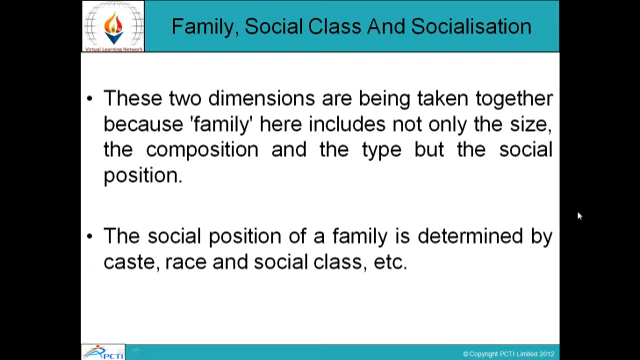 Family, Social Class And Socialisation
Virtual Learning Network
• These two dimensions are being taken together
because 'family' here includes not only the size,
the composition and the type but the social
position.
• The social position of a family is determined by
caste, race and social class, etc.
PCTI
© Copyright PCTI Limited 2012